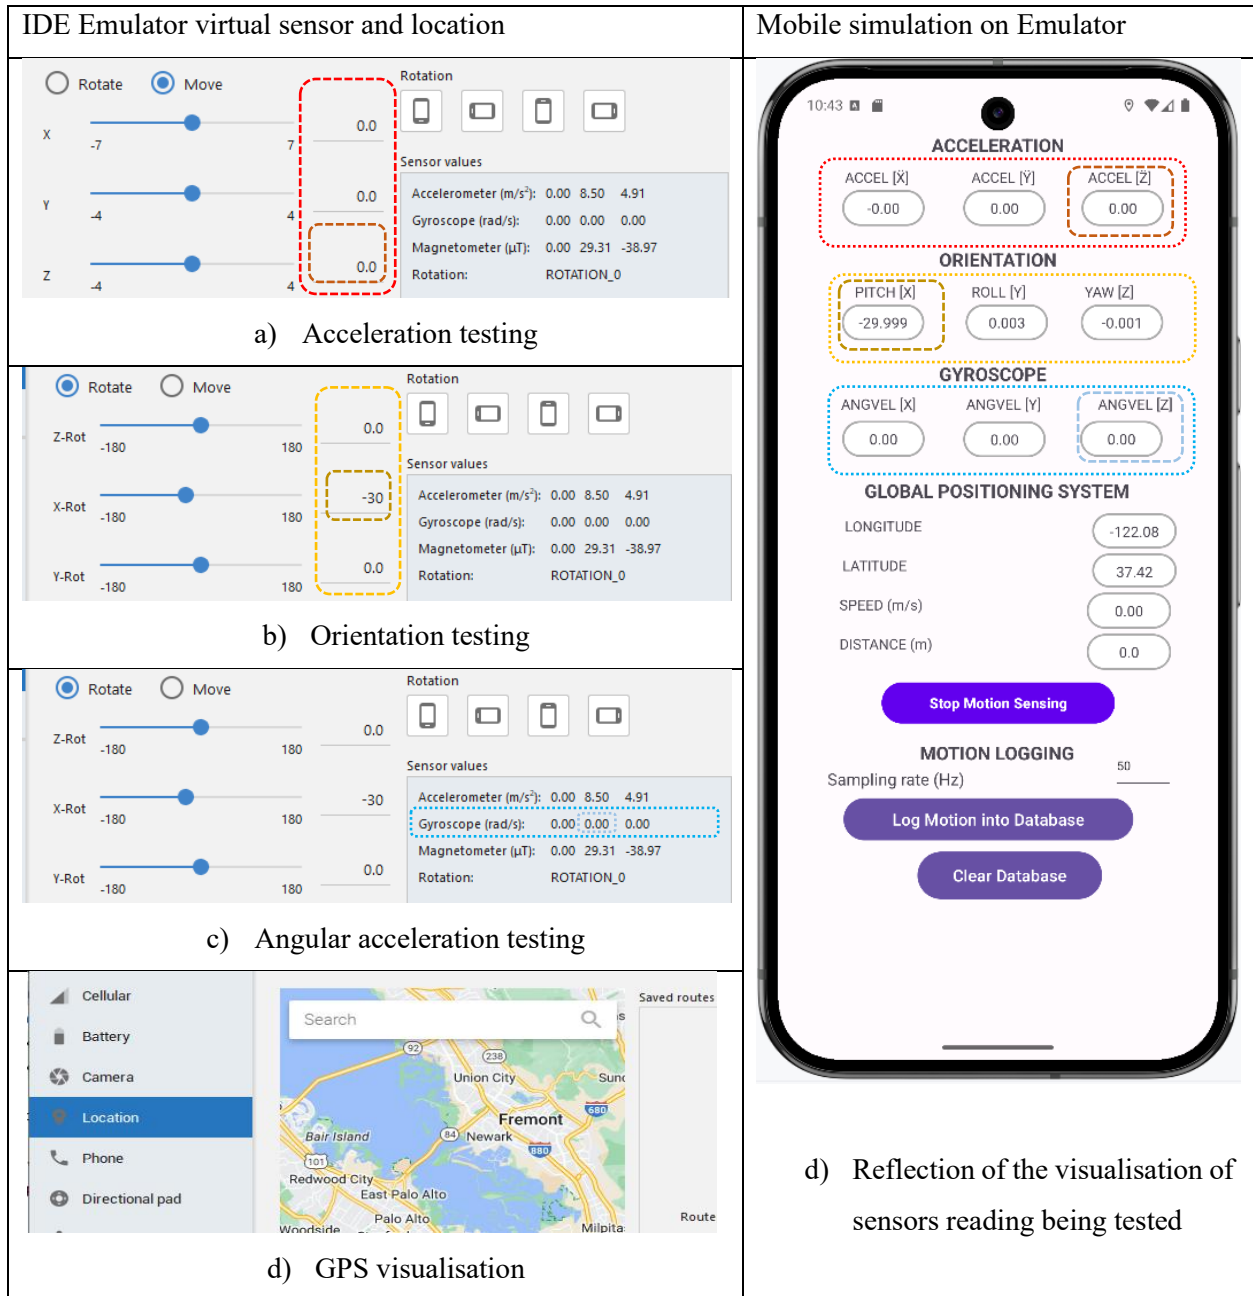 IDE Emulator virtual sensor and location
Rotate Move
X -7 7 0.0
Y -4 4 0.0
Z -4 4 0.0
Rotation
Sensor values
Accelerometer (m/s²): 0.00 8.50 4.91
Gyroscope (rad/s): 0.00 0.00 0.00
Magnetometer (μT): 0.00 29.31 -38.97
Rotation: ROTATION_0
a) Acceleration testing
Rotate Move
Z-Rot -180 180 0.0
X-Rot -180 180 -30
Y-Rot -180 180 0.0
Rotation
Sensor values
Accelerometer (m/s²): 0.00 8.50 4.91
Gyroscope (rad/s): 0.00 0.00 0.00
Magnetometer (μT): 0.00 29.31 -38.97
Rotation: ROTATION_0
b) Orientation testing
Rotate Move
Z-Rot -180 180 0.0
X-Rot -180 180 -30
Y-Rot -180 180 0.0
Rotation
Sensor values
Accelerometer (m/s²): 0.00 8.50 4.91
Gyroscope (rad/s): 0.00 0.00 0.00
Magnetometer (μT): 0.00 29.31 -38.97
Rotation: ROTATION_0
c) Angular acceleration testing
Cellular
Battery
Camera
Location
Phone
Directional pad
Search
92
238
Union City
Fremont
680
Bair Island
84 Newark
880
101
Redwood City
East Palo Alto
Palo Alto
Woodside
Milpita
Saved routes
Route
d) GPS visualisation
Mobile simulation on Emulator
10:43
ACCELERATION
ACCEL [Ẍ] ACCEL [Ÿ] ACCEL [Z̈]
-0.00 0.00 0.00
ORIENTATION
PITCH [X] ROLL [Y] YAW [Z]
-29.999 0.003 -0.001
GYROSCOPE
ANGVEL [X] ANGVEL [Y] ANGVEL [Z]
0.00 0.00 0.00
GLOBAL POSITIONING SYSTEM
LONGITUDE -122.08
LATITUDE 37.42
SPEED (m/s) 0.00
DISTANCE (m) 0.0
Stop Motion Sensing
MOTION LOGGING
Sampling rate (Hz) 50
Log Motion into Database
Clear Database
d) Reflection of the visualisation of
sensors reading being tested